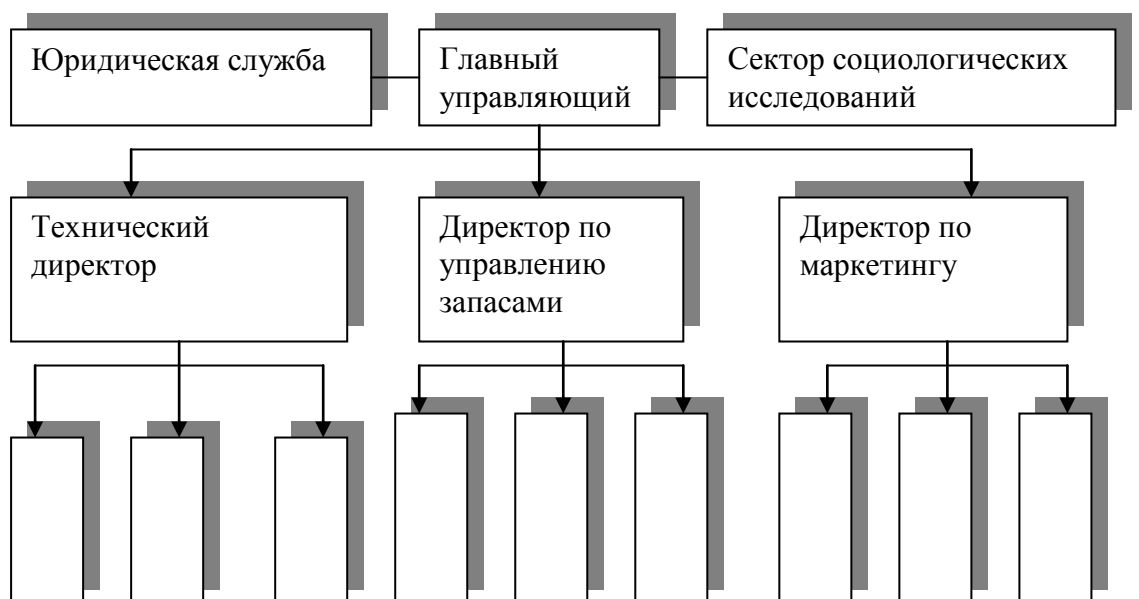 Юридическая служба
Главный
управляющий
Сектор социологических
исследований
Технический
директор
Директор по
управлению
запасами
Директор по
маркетингу